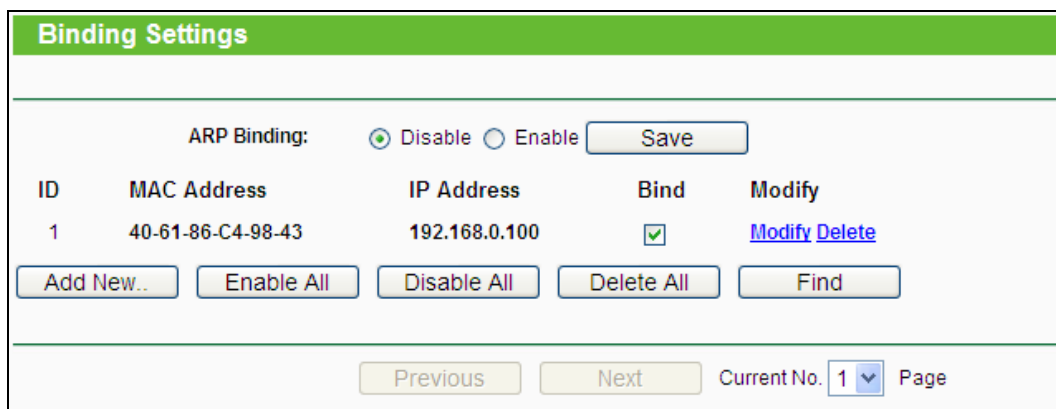 Binding Settings
ARP Binding: Disable Enable Save
ID MAC Address IP Address Bind Modify
1 40-61-86-C4-98-43 192.168.0.100 Modify Delete
Add New.. Enable All Disable All Delete All Find
Previous Next Current No. 1 Page